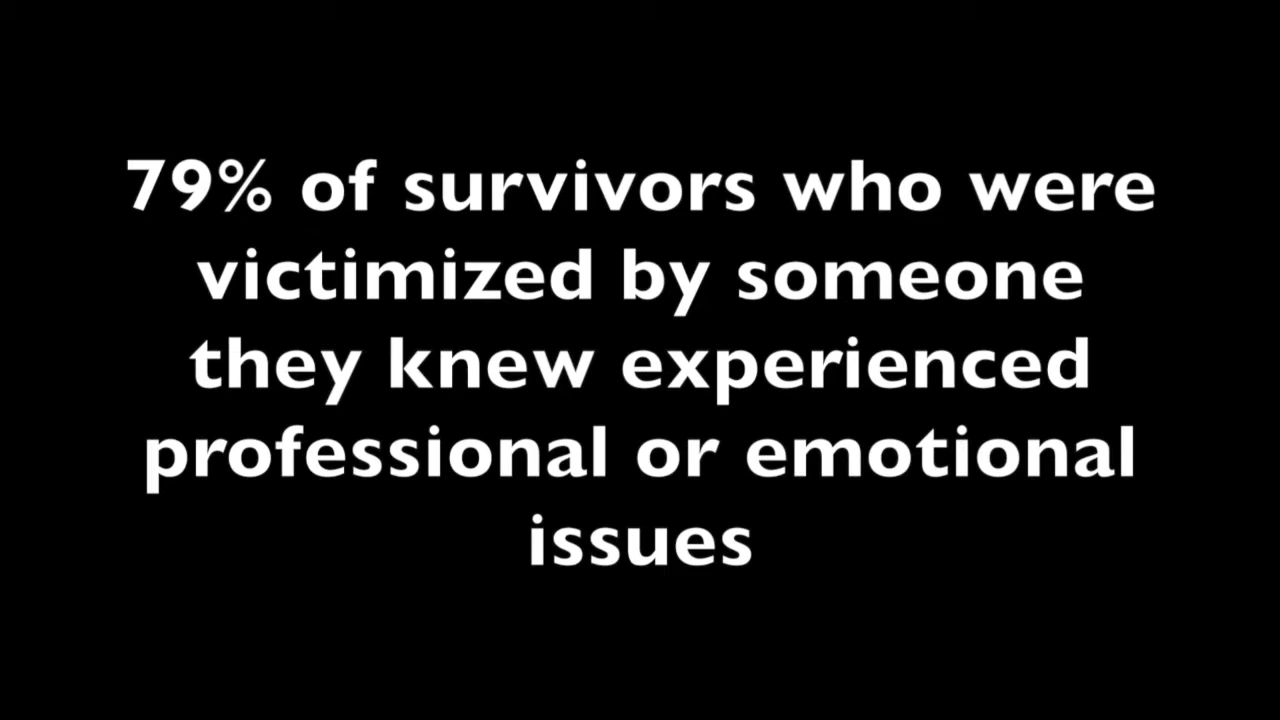 79% of survivors who were
victimized by someone
they knew experienced
professional or emotional
issues